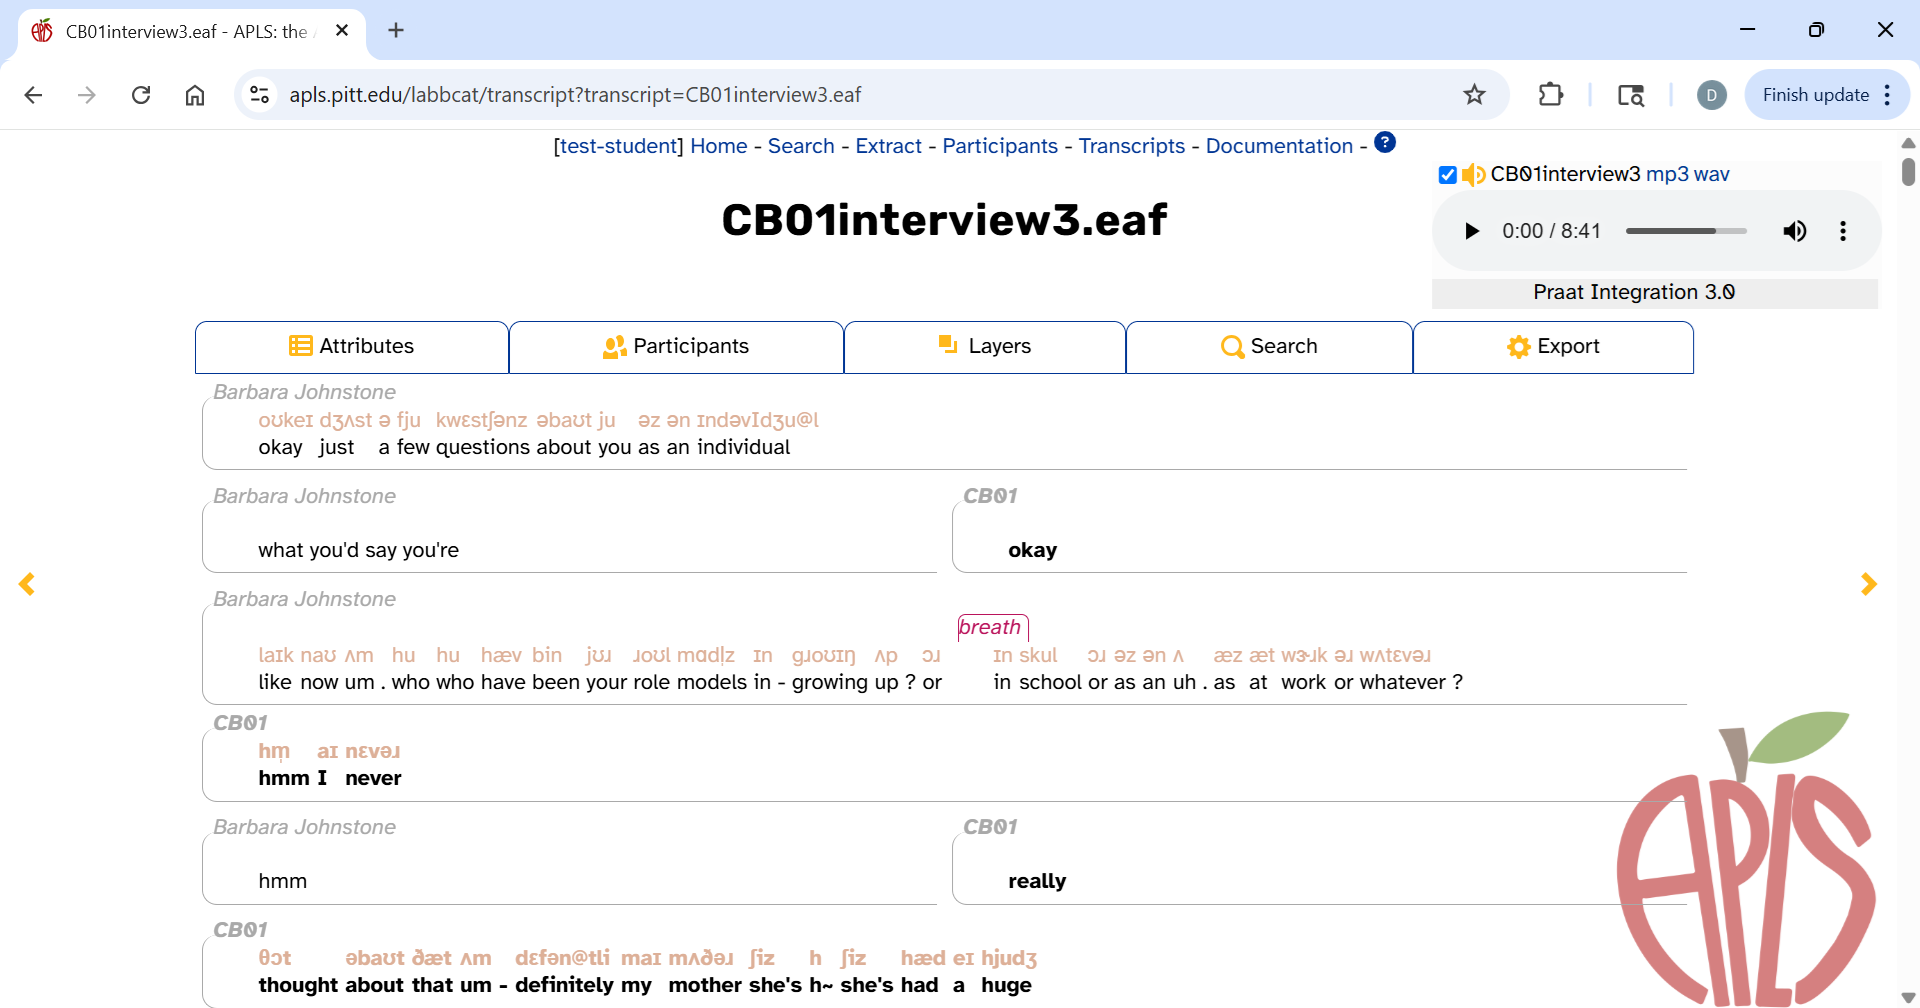 CB01interview3.eaf - APLS: the
apls.pitt.edu/labbcat/transcript?transcript=CB01interview3.eaf
D
Finish update
[test-student] Home - Search - Extract - Participants - Transcripts - Documentation - ?
CB01interview3 mp3 wav
CB01interview3.eaf
0:00 / 8:41
Praat Integration 3.0
Attributes
Participants
Layers
Search
Export
Barbara Johnstone
oʊkeɪ dʒʌst ə fju kwɛstʃənz əbaʊt ju əz ən ɪndəvɪdʒu@l
okay just a few questions about you as an individual
Barbara Johnstone
what you'd say you're
CB01
okay
Barbara Johnstone
breath
laɪk naʊ ʌm hu hu hæv bin jʊɹ ɹoʊl mɑdl̩z ɪn ɡɹoʊɪŋ ʌp ɔɹ ɪn skul ɔɹ əz ən ʌ æz æt wɝɹk əɹ wʌtɛvəɹ
like now um . who who have been your role models in - growing up ? or in school or as an uh . as at work or whatever ?
CB01
hm̩ aɪ nɛvəɹ
hmm I never
Barbara Johnstone
hmm
CB01
really
CB01
θɔt əbaʊt ðæt ʌm dɛfən@tli maɪ mʌðəɹ ʃiz h ʃiz hæd eɪ hjudʒ
thought about that um - definitely my mother she's h~ she's had a huge
APLS